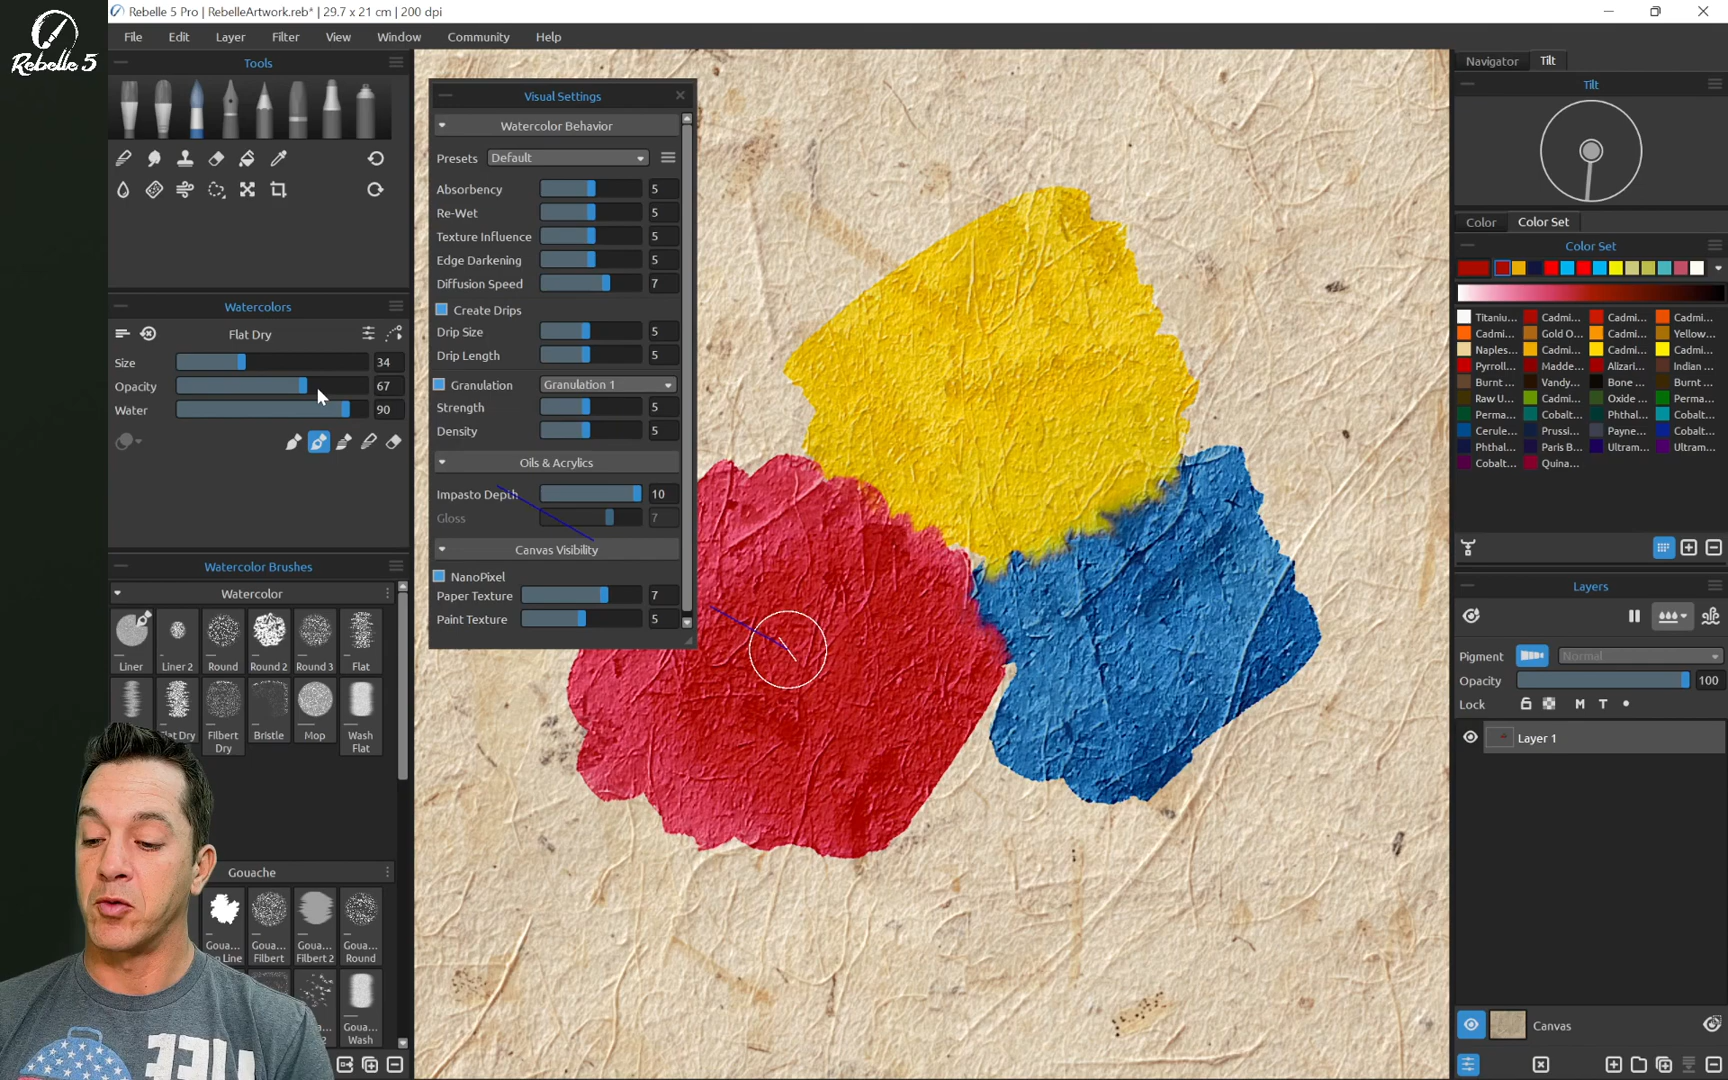 Rebelle 5 Pro | RebelleArtwork.reb* | 29.7 x 21 cm | 200 dpi
Rebelle 5
File Edit Layer Filter View Window Community Help
Tools
Watercolors
Flat Dry
Size 34
Opacity 67
Water 90
Watercolor Brushes
Watercolor
Liner Liner 2 Round Round 2 Round 3 Flat
Flat Dry Filbert Dry Bristle Mop Wash Flat
Gouache
Goua... Line Goua... Filbert Goua... Filbert 2 Goua... Round
Goua... Wash
Visual Settings
Watercolor Behavior
Presets Default
Absorbency 5
Re-Wet 5
Texture Influence 5
Edge Darkening 5
Diffusion Speed 7
Create Drips
Drip Size 5
Drip Length 5
Granulation Granulation 1
Strength 5
Density 5
Oils & Acrylics
Impasto Depth 10
Gloss 7
Canvas Visibility
NanoPixel
Paper Texture 7
Paint Texture 5
Navigator Tilt
Tilt
Color Color Set
Color Set
Titaniu... Cadmi... Cadmi... Cadmi...
Cadmi... Gold O... Cadmi... Yellow...
Naples... Cadmi... Cadmi... Cadmi...
Pyrroll... Madde... Alizari... Indian ...
Burnt ... Vandy... Bone ... Burnt ...
Raw U... Cadmi... Oxide ... Perma...
Perma... Cobalt... Phthal... Cobalt...
Cerule... Prussi... Payne... Cobalt...
Phthal... Paris B... Ultram... Ultram...
Cobalt... Quina...
Layers
Pigment Normal
Opacity 100
Lock M T
Layer 1
Canvas